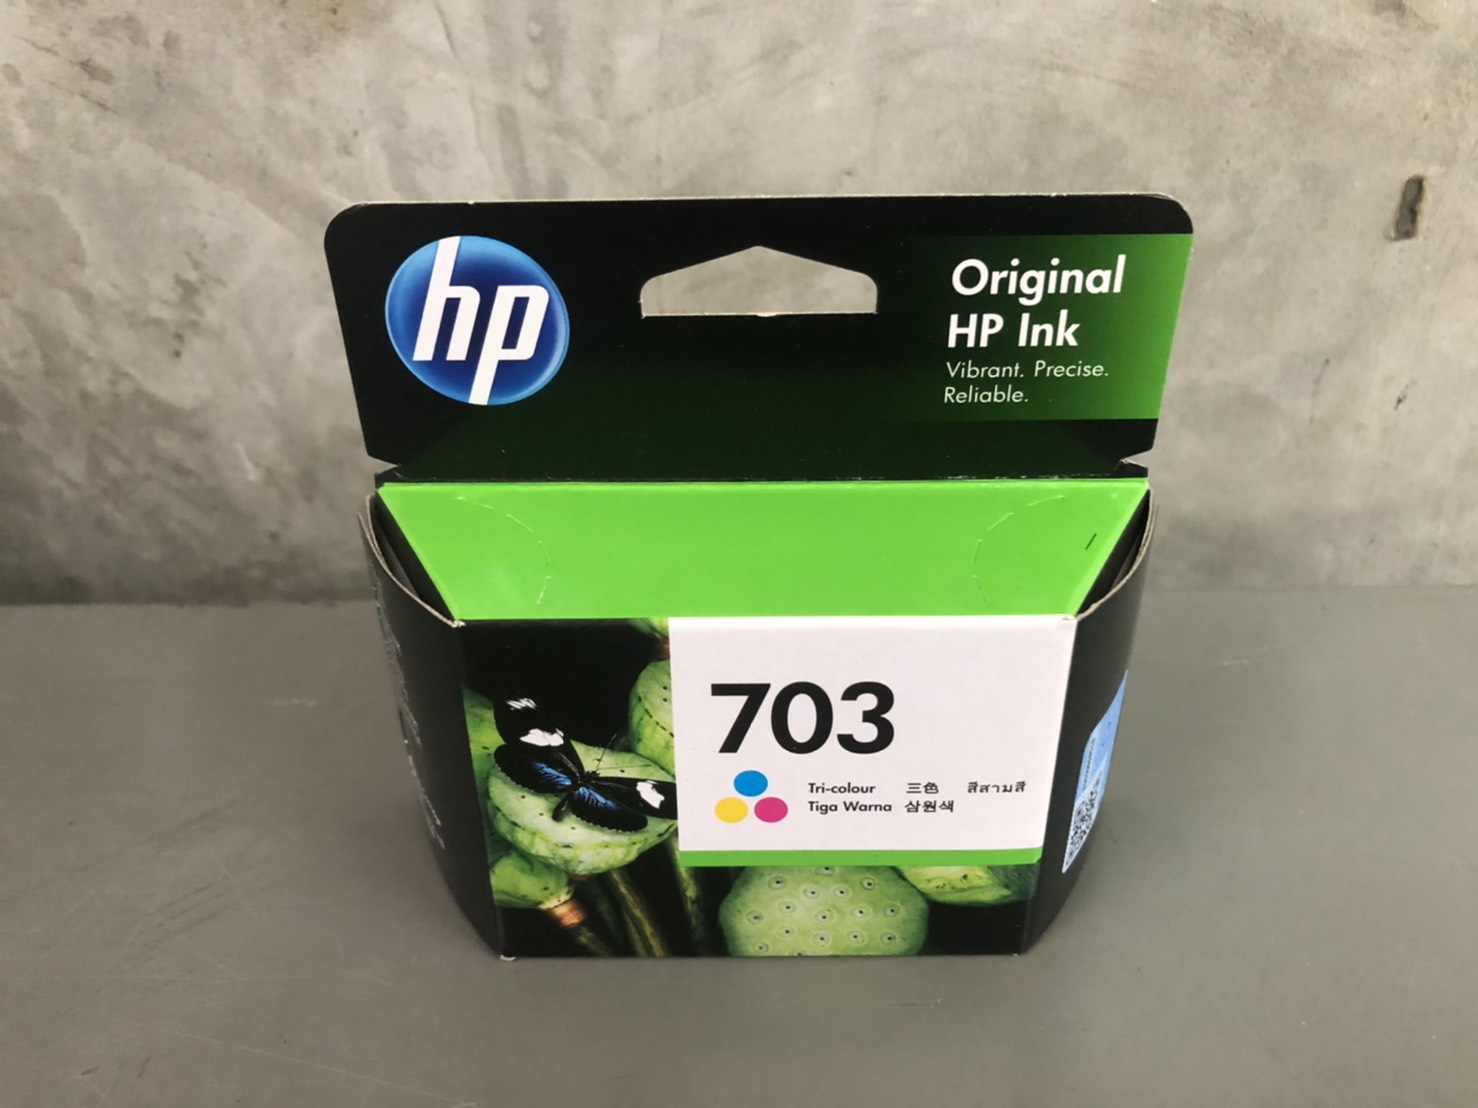 hp
Original
HP Ink
Vibrant. Precise.
Reliable.
703
Tri-colour 三色 สีสามสี
Tiga Warna 삼원색